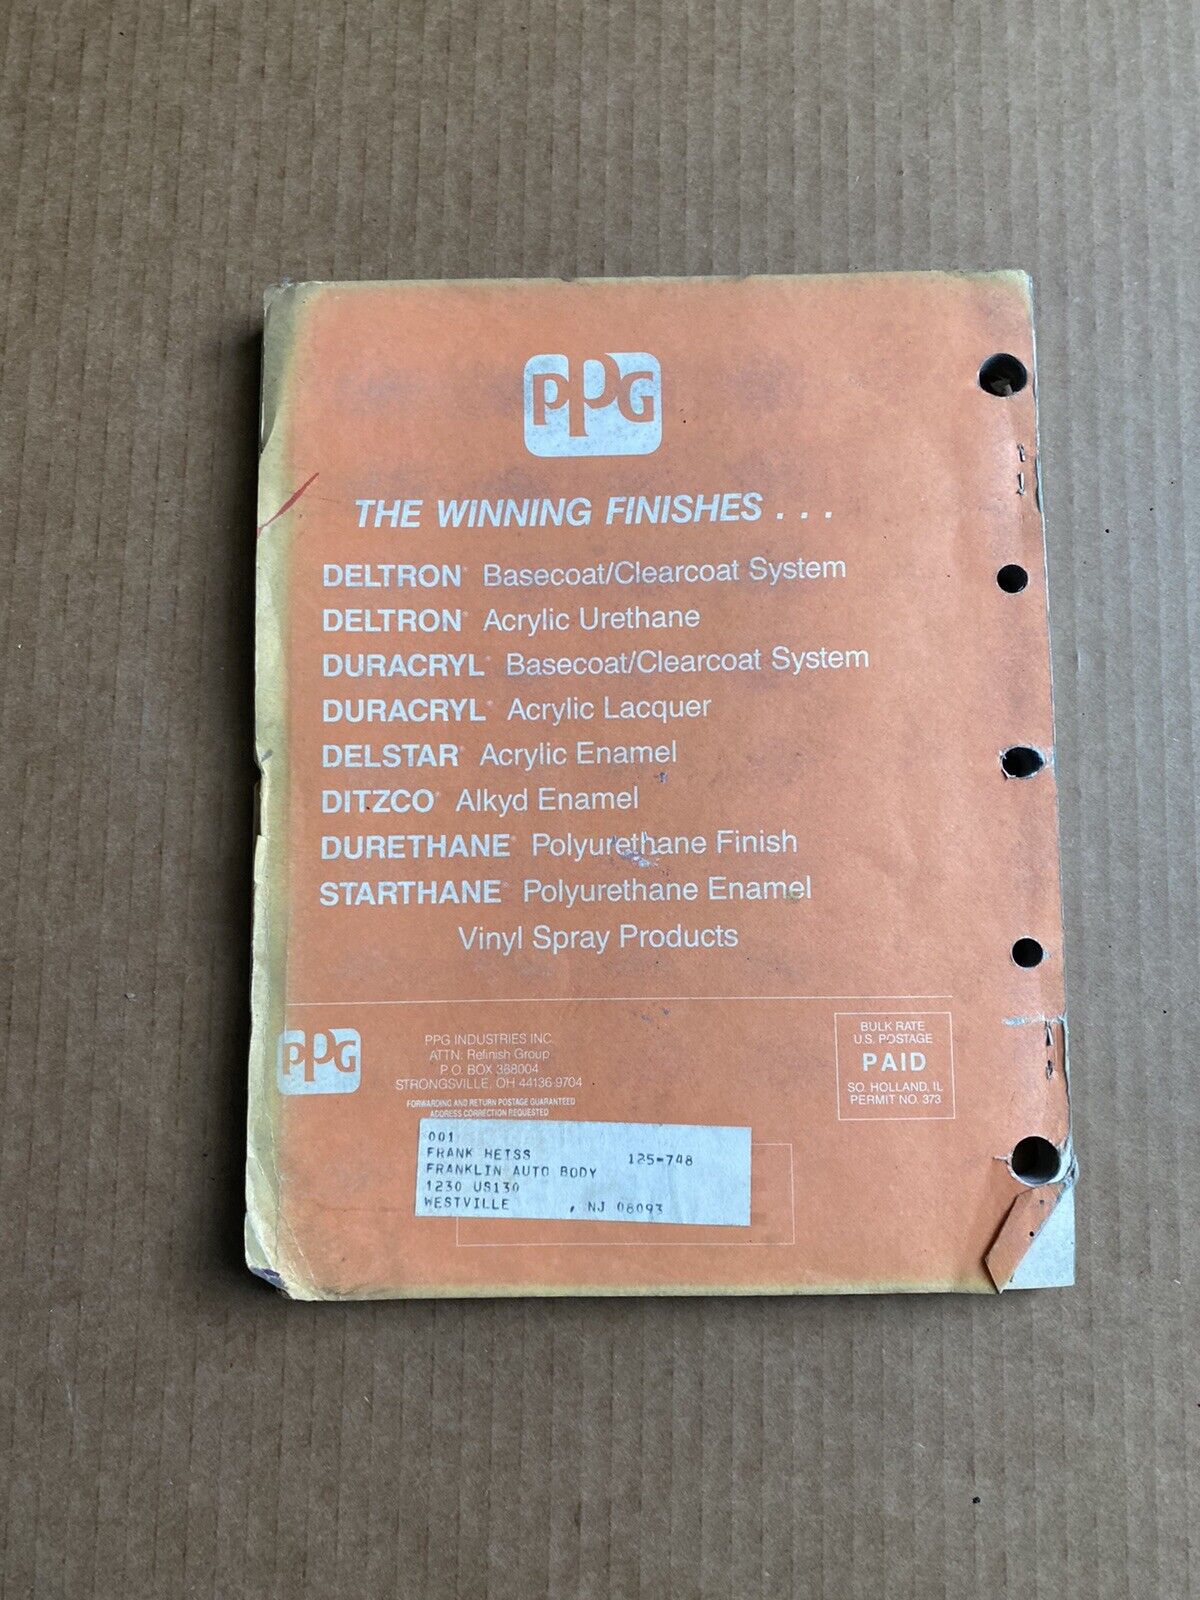 PPG
THE WINNING FINISHES . . .
DELTRON® Basecoat/Clearcoat System
DELTRON® Acrylic Urethane
DURACRYL® Basecoat/Clearcoat System
DURACRYL® Acrylic Lacquer
DELSTAR® Acrylic Enamel
DITZCO® Alkyd Enamel
DURETHANE® Polyurethane Finish
STARTHANE® Polyurethane Enamel
Vinyl Spray Products
PPG
PPG INDUSTRIES INC.
ATTN: Refinish Group
P.O. BOX 388004
STRONGSVILLE, OH 44136-9704
FORWARDING AND RETURN POSTAGE GUARANTEED
ADDRESS CORRECTION REQUESTED
BULK RATE
U.S. POSTAGE
PAID
SO. HOLLAND, IL
PERMIT NO. 373
001
FRANK HEISS 125-748
FRANKLIN AUTO BODY
1230 US130
WESTVILLE , NJ 08093